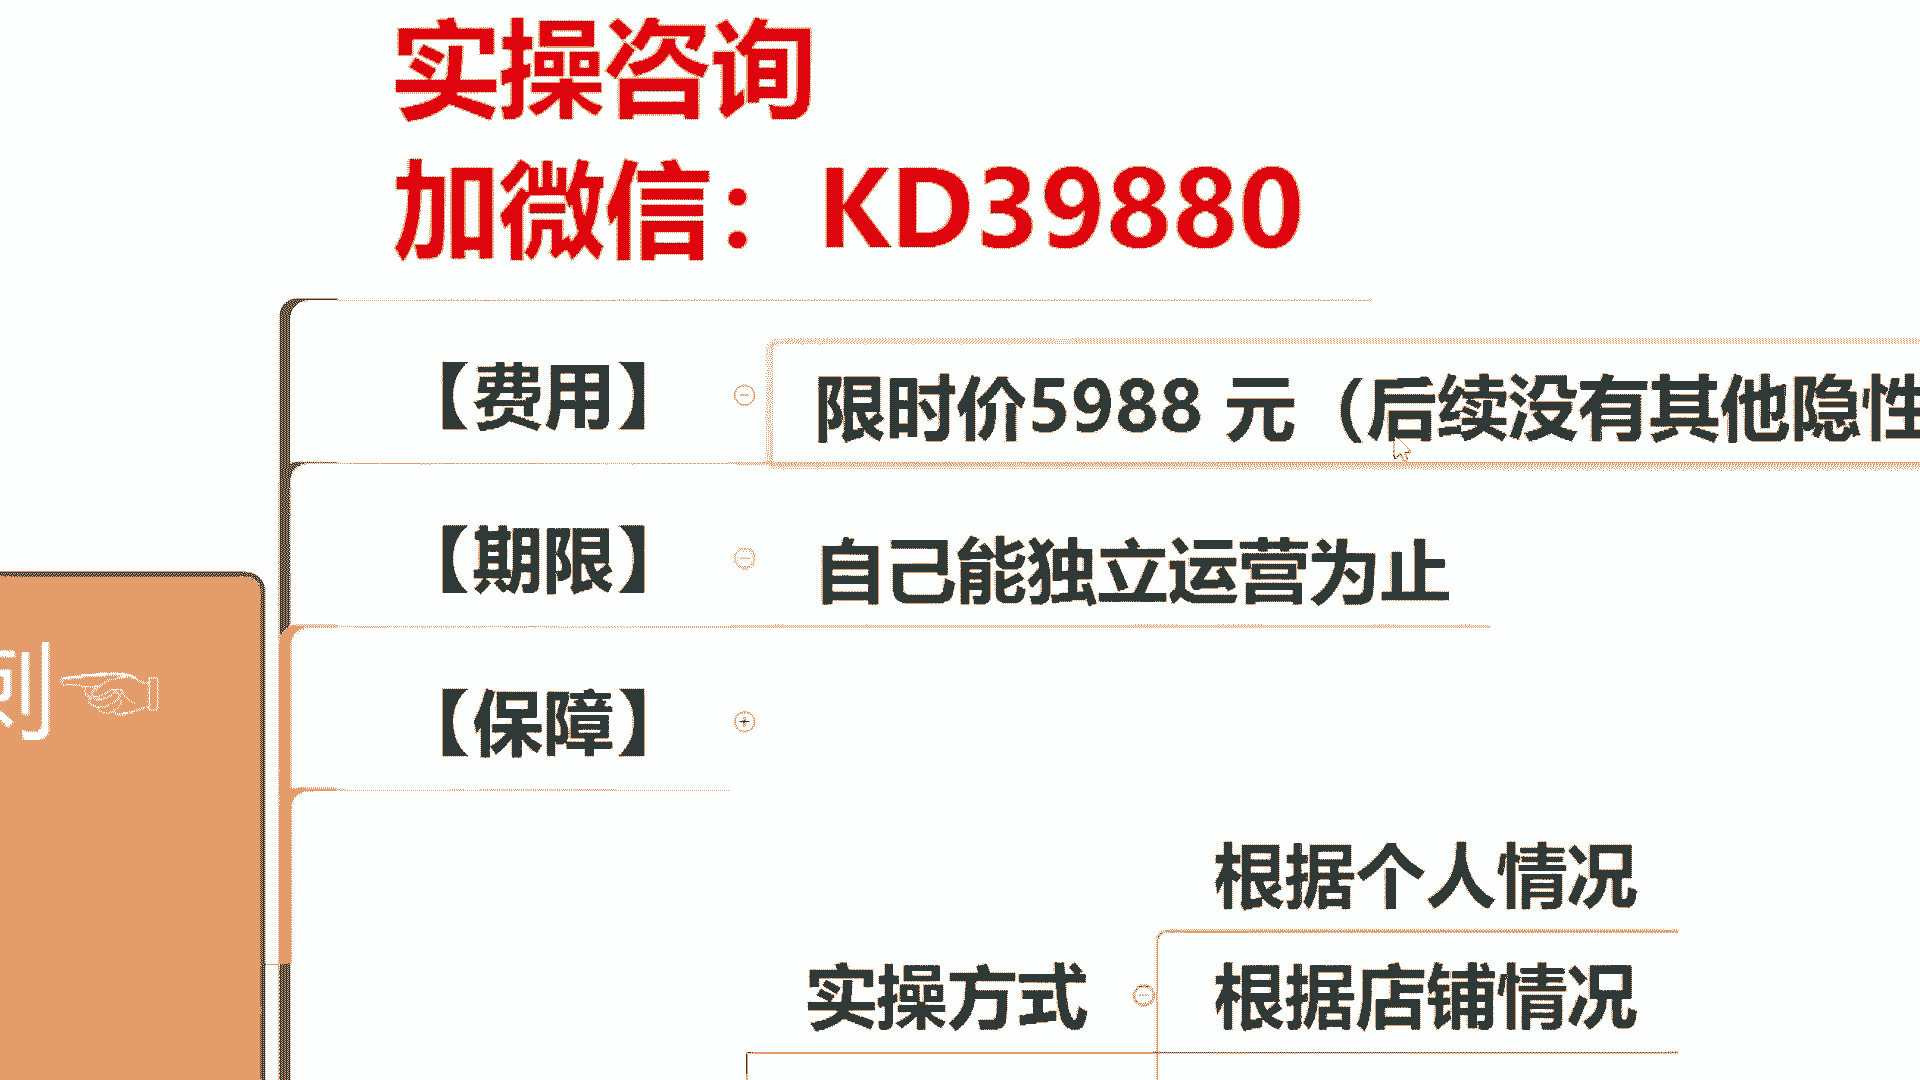 实操咨询
加微信：KD39880
【费用】
限时价5988 元（后续没有其他隐性
【期限】
自己能独立运营为止
【保障】
根据个人情况
实操方式
根据店铺情况